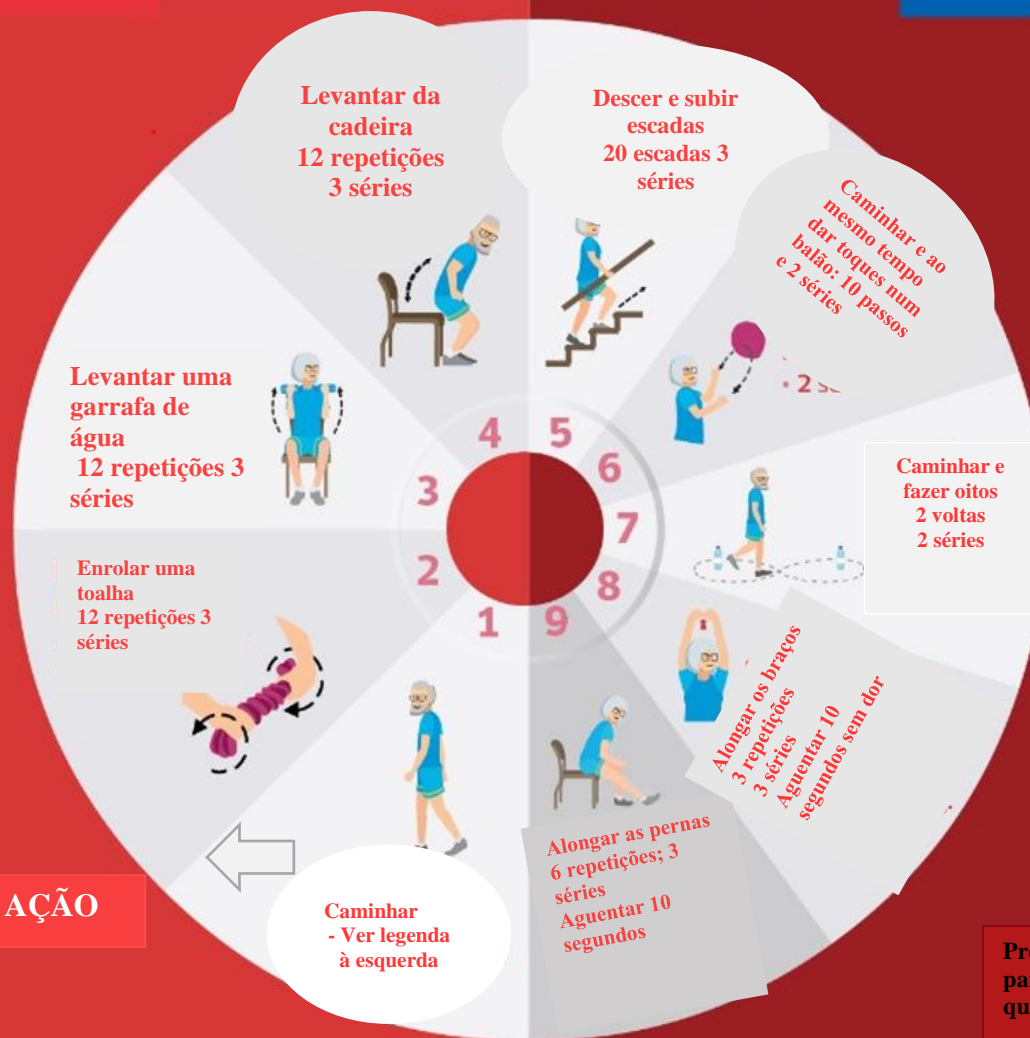 Levantar da
cadeira
12 repetições
3 séries
Descer e subir
escadas
20 escadas 3
séries
Caminhar e ao
mesmo tempo
dar toques num
balão: 10 passos
e 2 séries
2
Levantar uma
garrafa de
água
12 repetições 3
séries
Caminhar e
fazer oitos
2 voltas
2 séries
Enrolar uma
toalha
12 repetições 3
séries
4
5
3
6
7
2
8
1
9
Alongar os braços
3 repetições
3 séries
Aguentar 10
segundos sem dor
Alongar as pernas
6 repetições; 3
séries
Aguentar 10
segundos
AÇÃO
Caminhar
- Ver legenda
à esquerda